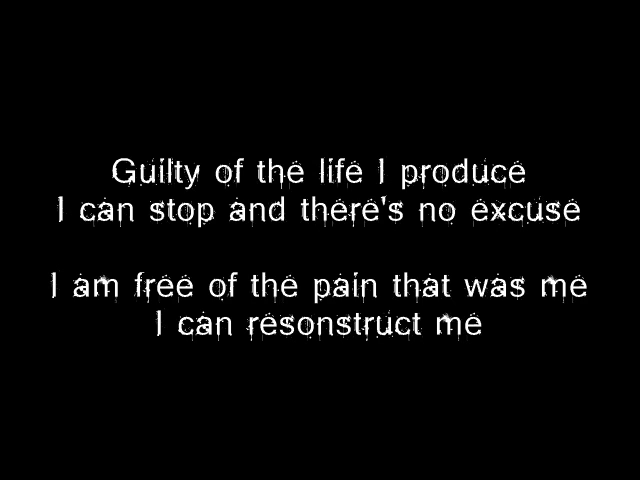 Guilty of the life I produce
I can stop and there's no excuse
I am free of the pain that was me
I can resonstruct me